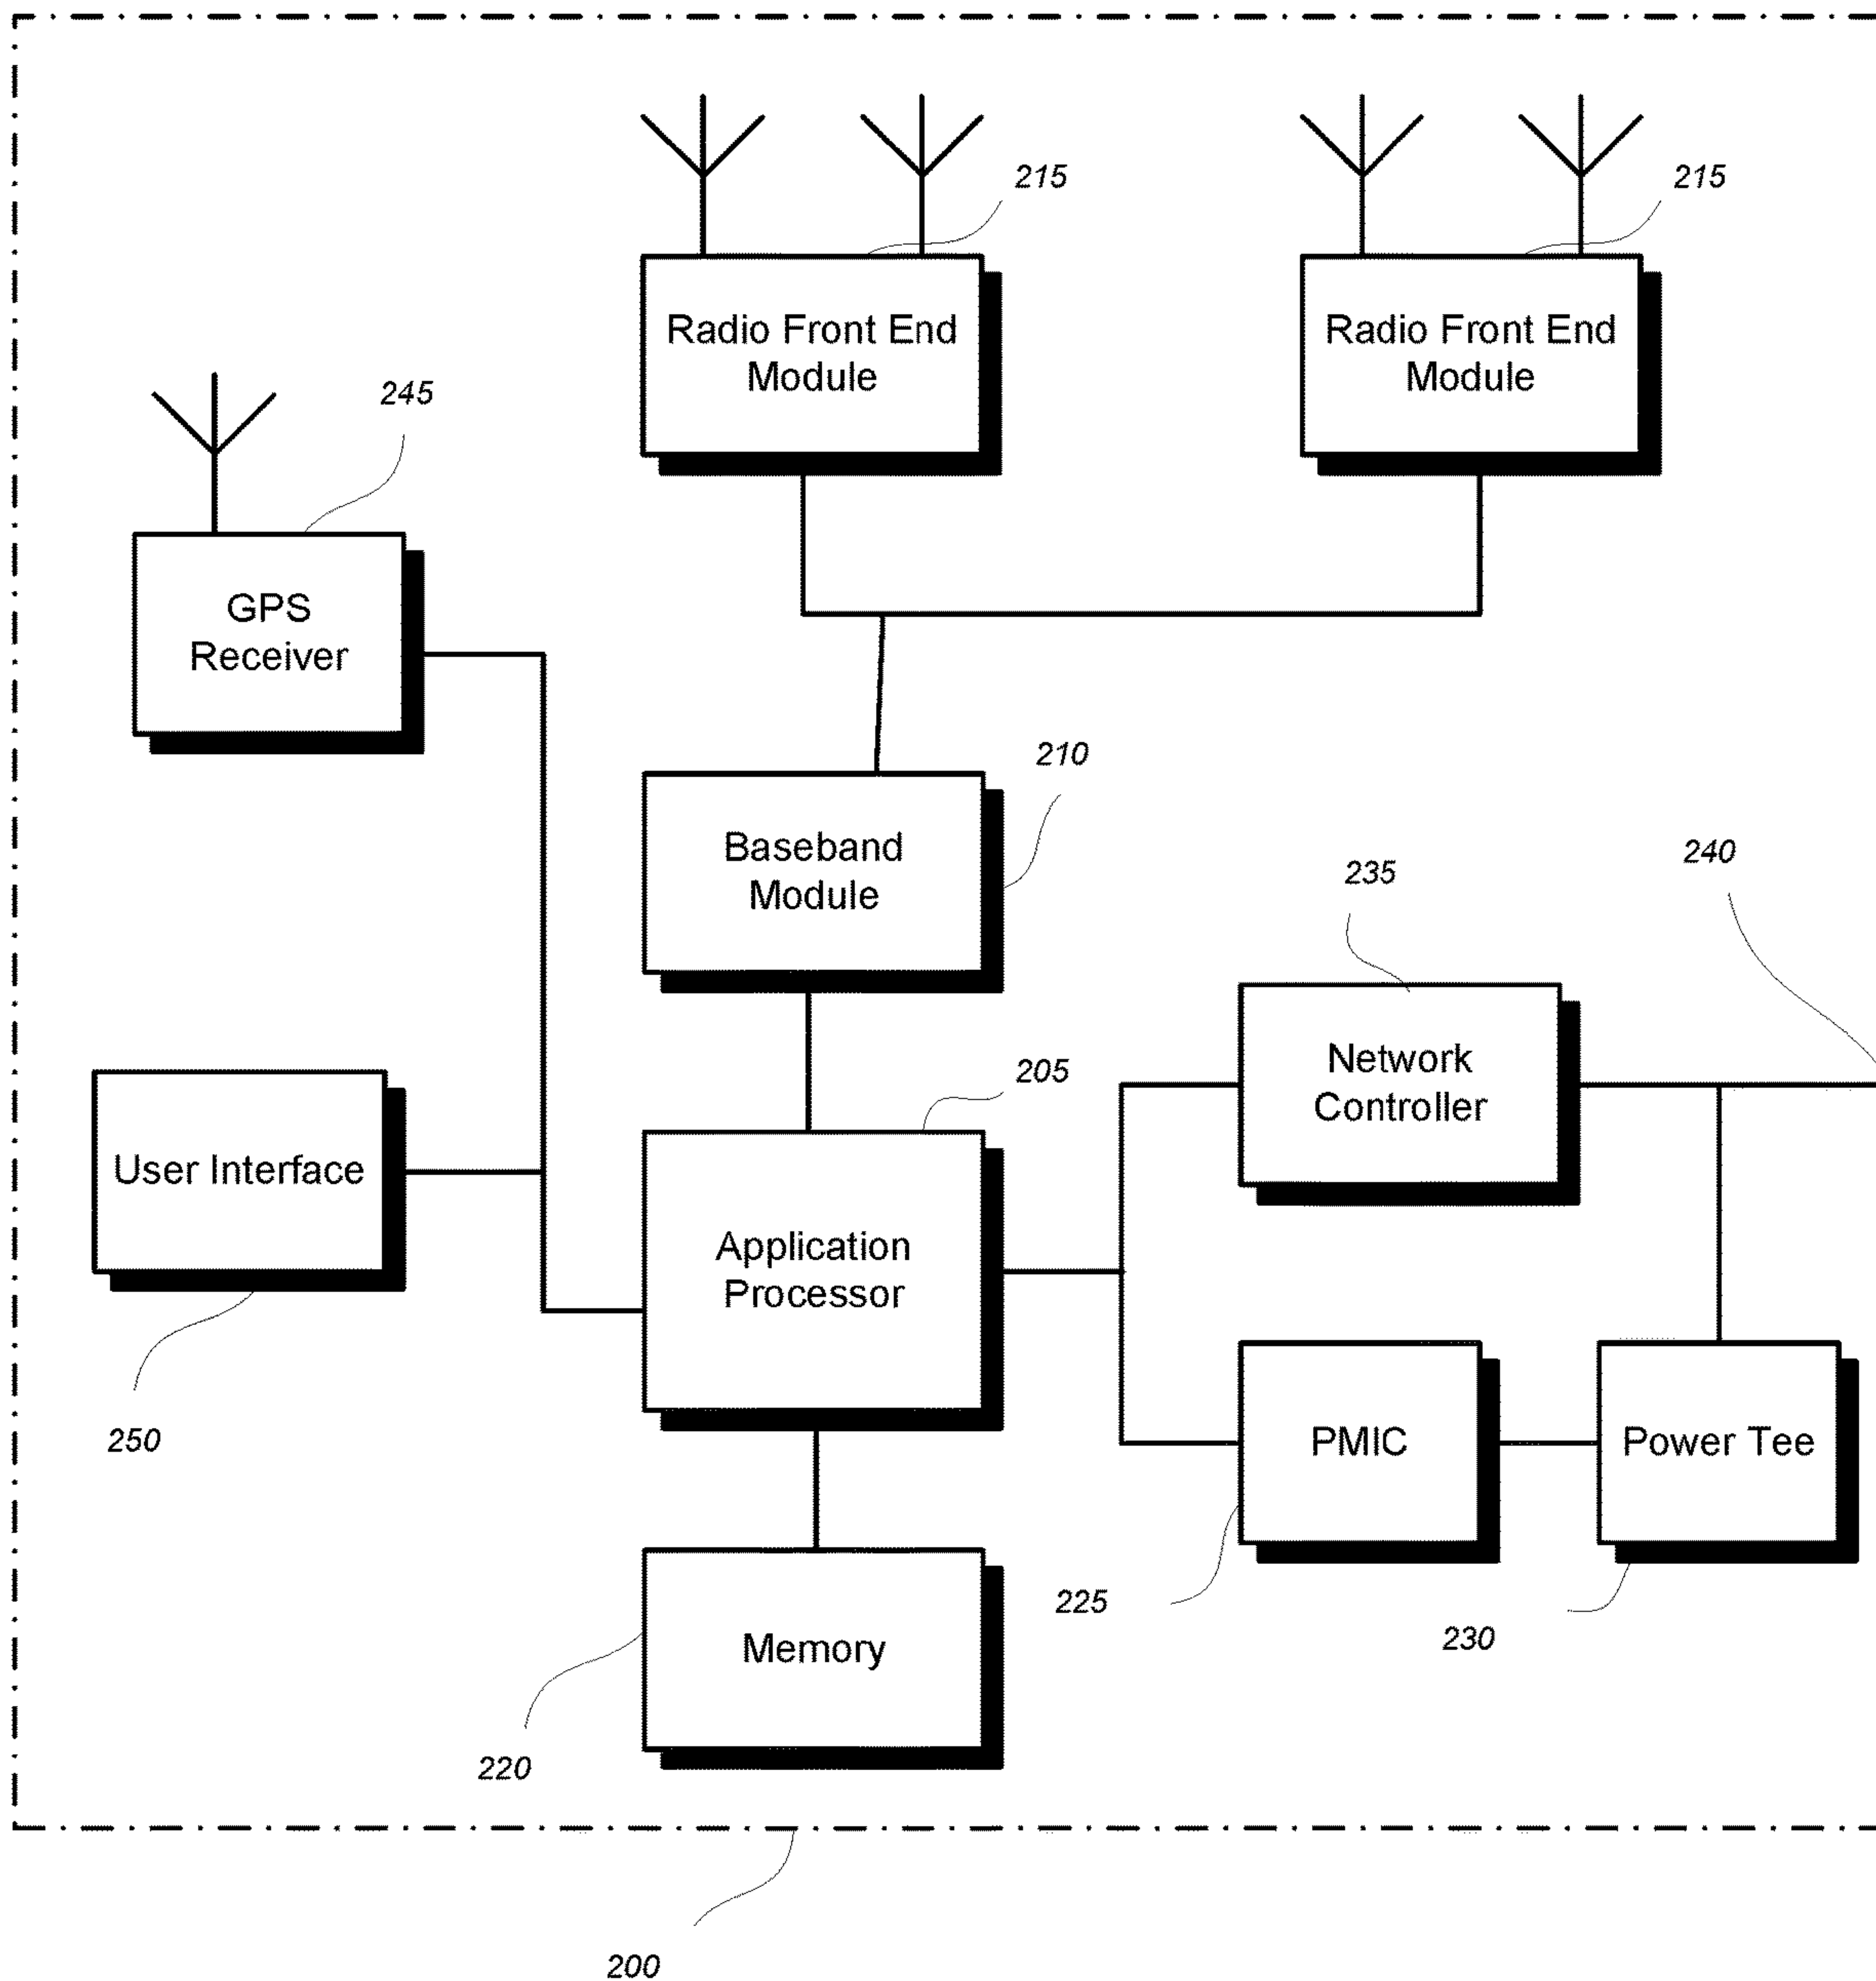 215
215
Radio Front End
Module
Radio Front End
Module
245
GPS
Receiver
210
Baseband
Module
235
240
Network
Controller
205
User Interface
Application
Processor
250
PMIC
Power Tee
225
230
Memory
220
200